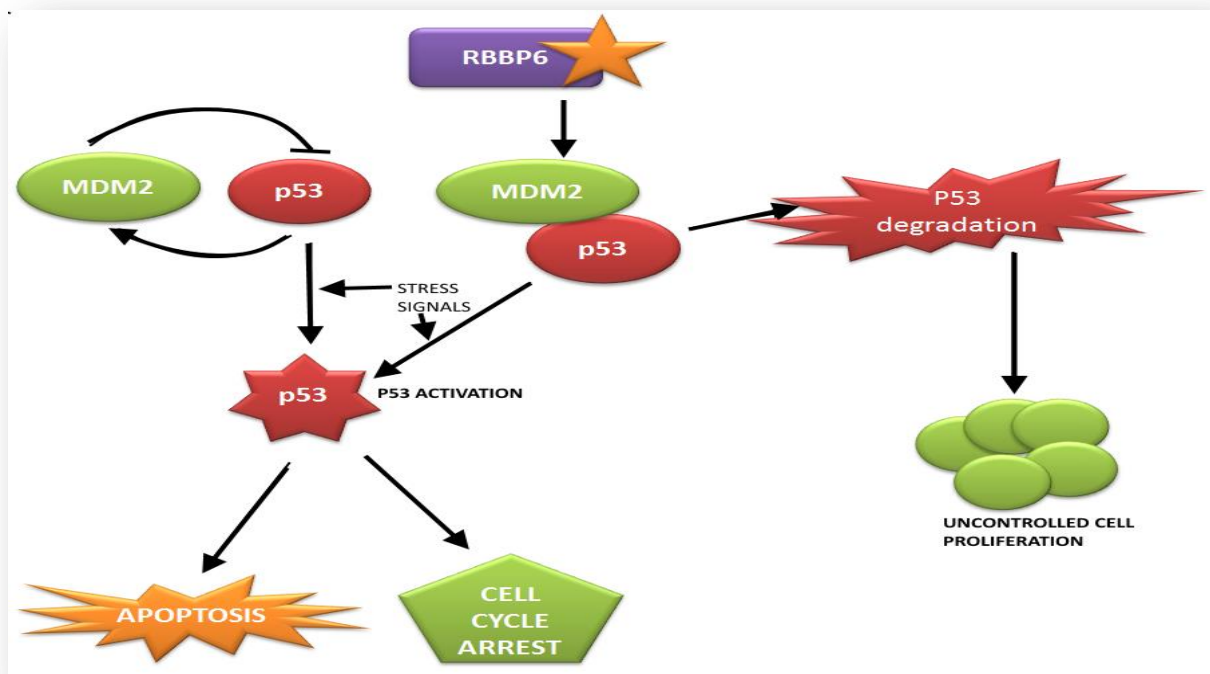 RBBP6
MDM2
p53
MDM2
p53
P53
degradation
STRESS
SIGNALS
p53
P53 ACTIVATION
UNCONTROLLED CELL
PROLIFERATION
APOPTOSIS
CELL
CYCLE
ARREST